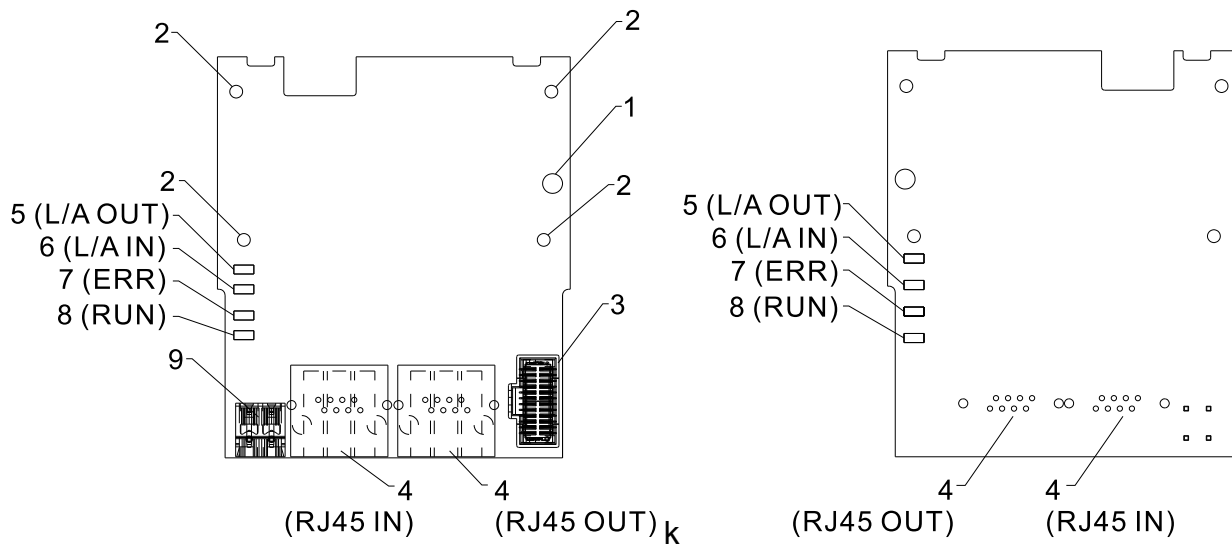 2
2
1
2
2
5 (L/A OUT)
6 (L/A IN)
7 (ERR)
8 (RUN)
3
9
4
(RJ45 IN)
4
(RJ45 OUT)
k
5 (L/A OUT)
6 (L/A IN)
7 (ERR)
8 (RUN)
4
(RJ45 OUT)
4
(RJ45 IN)